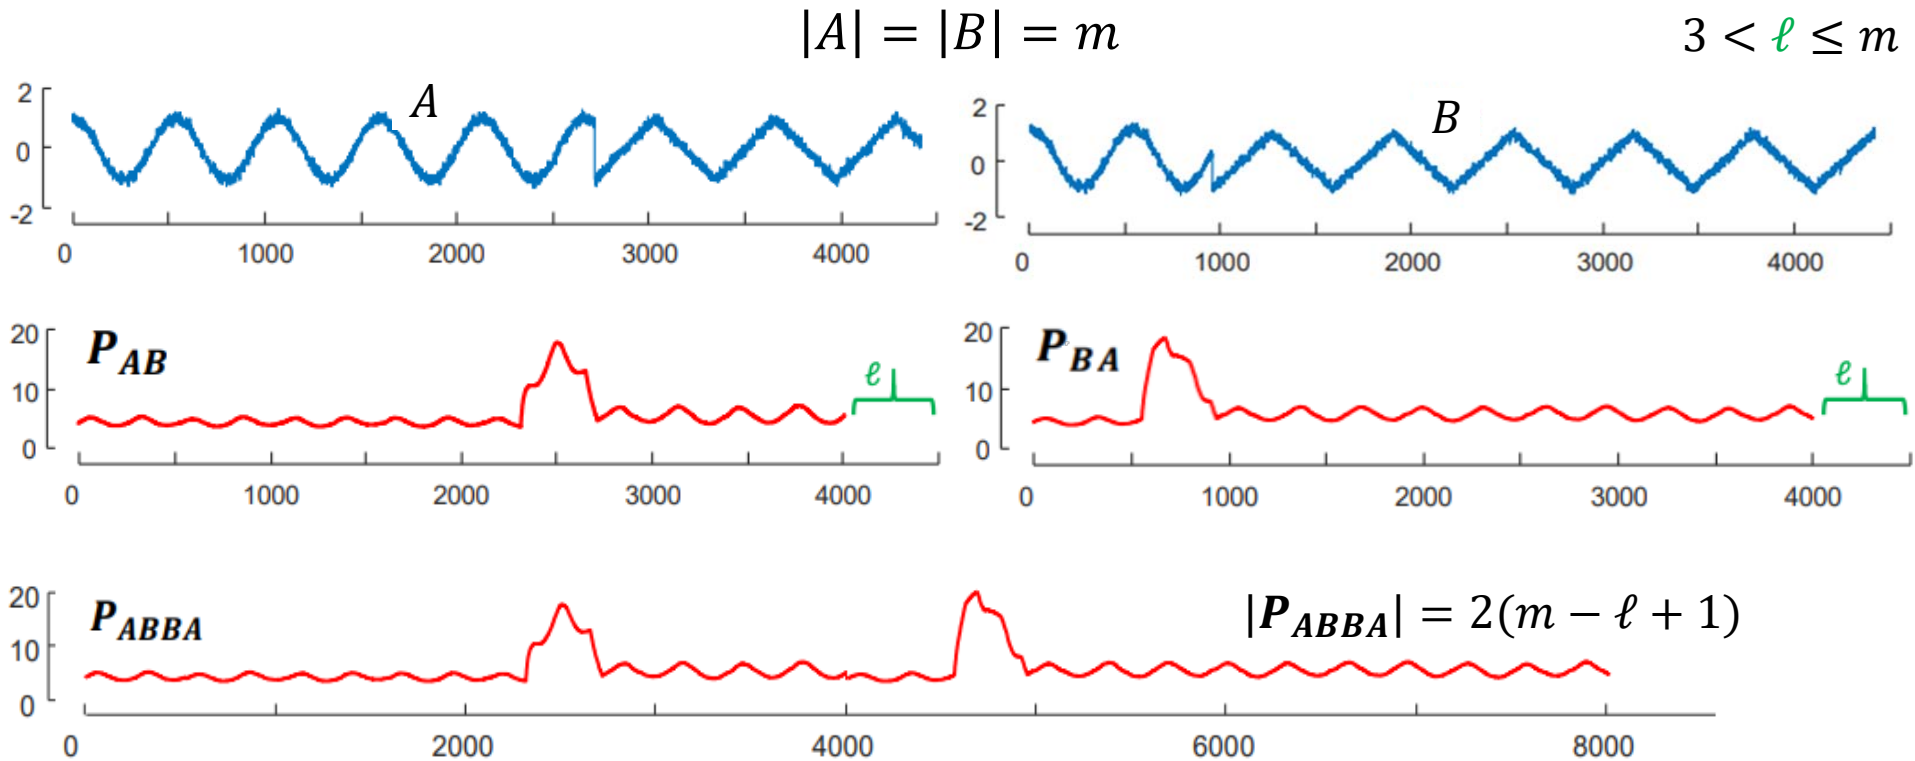 |A| = |B| = m
3 < ℓ ≤ m
A
2
0
-2
0 1000 2000 3000 4000
B
2
0
-2
0 1000 2000 3000 4000
P_AB
20
10
0
ℓ
0 1000 2000 3000 4000
P_BA
20
10
0
ℓ
0 1000 2000 3000 4000
P_ABBA
20
10
0
|P_ABBA| = 2(m − ℓ + 1)
0 2000 4000 6000 8000